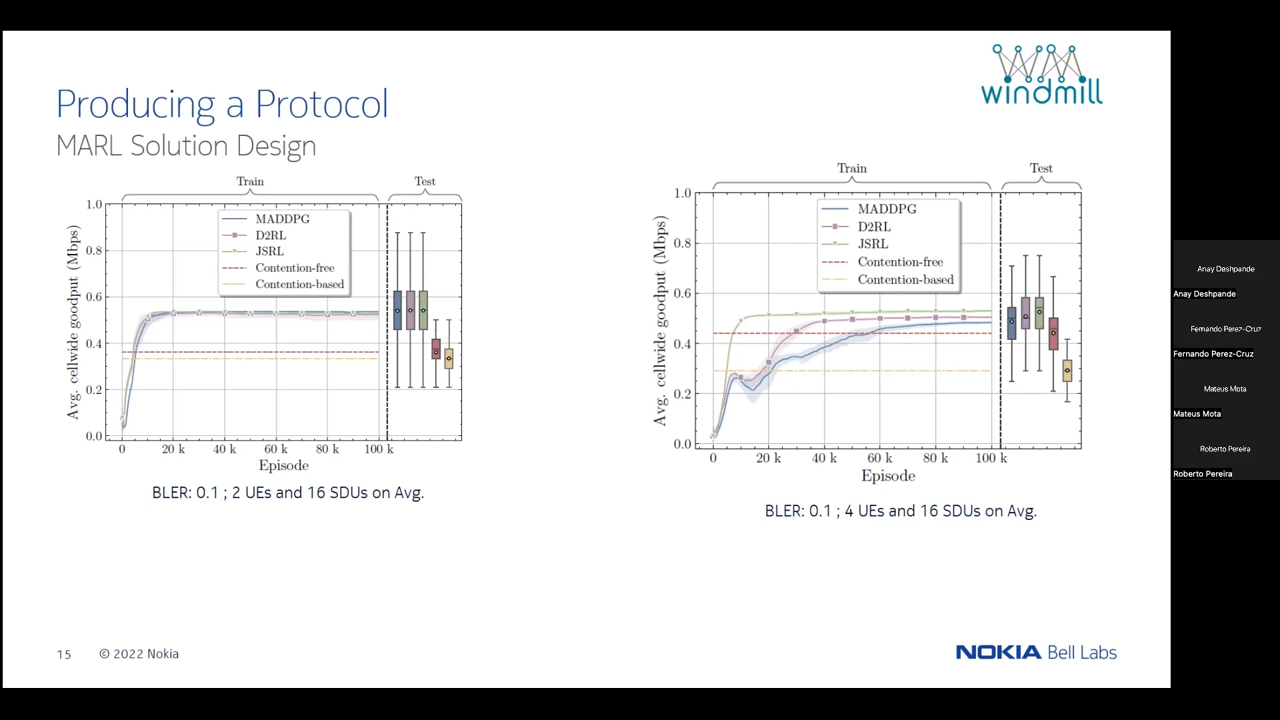 windmill
Producing a Protocol
MARL Solution Design
Train
Test
Avg. cellwide goodput (Mbps)
1.0
0.8
0.6
0.4
0.2
0.0
MADDPG
D2RL
JSRL
Contention-free
Contention-based
0
20 k
40 k
60 k
80 k
100 k
Episode
BLER: 0.1 ; 2 UEs and 16 SDUs on Avg.
Train
Test
Avg. cellwide goodput (Mbps)
1.0
0.8
0.6
0.4
0.2
0.0
MADDPG
D2RL
JSRL
Contention-free
Contention-based
0
20 k
40 k
60 k
80 k
100 k
Episode
BLER: 0.1 ; 4 UEs and 16 SDUs on Avg.
15
© 2022 Nokia
NOKIA Bell Labs
Anay Deshpande
Anay Deshpande
Fernando Perez-Cruz
Fernando Perez-Cruz
Mateus Mota
Mateus Mota
Roberto Pereira
Roberto Pereira